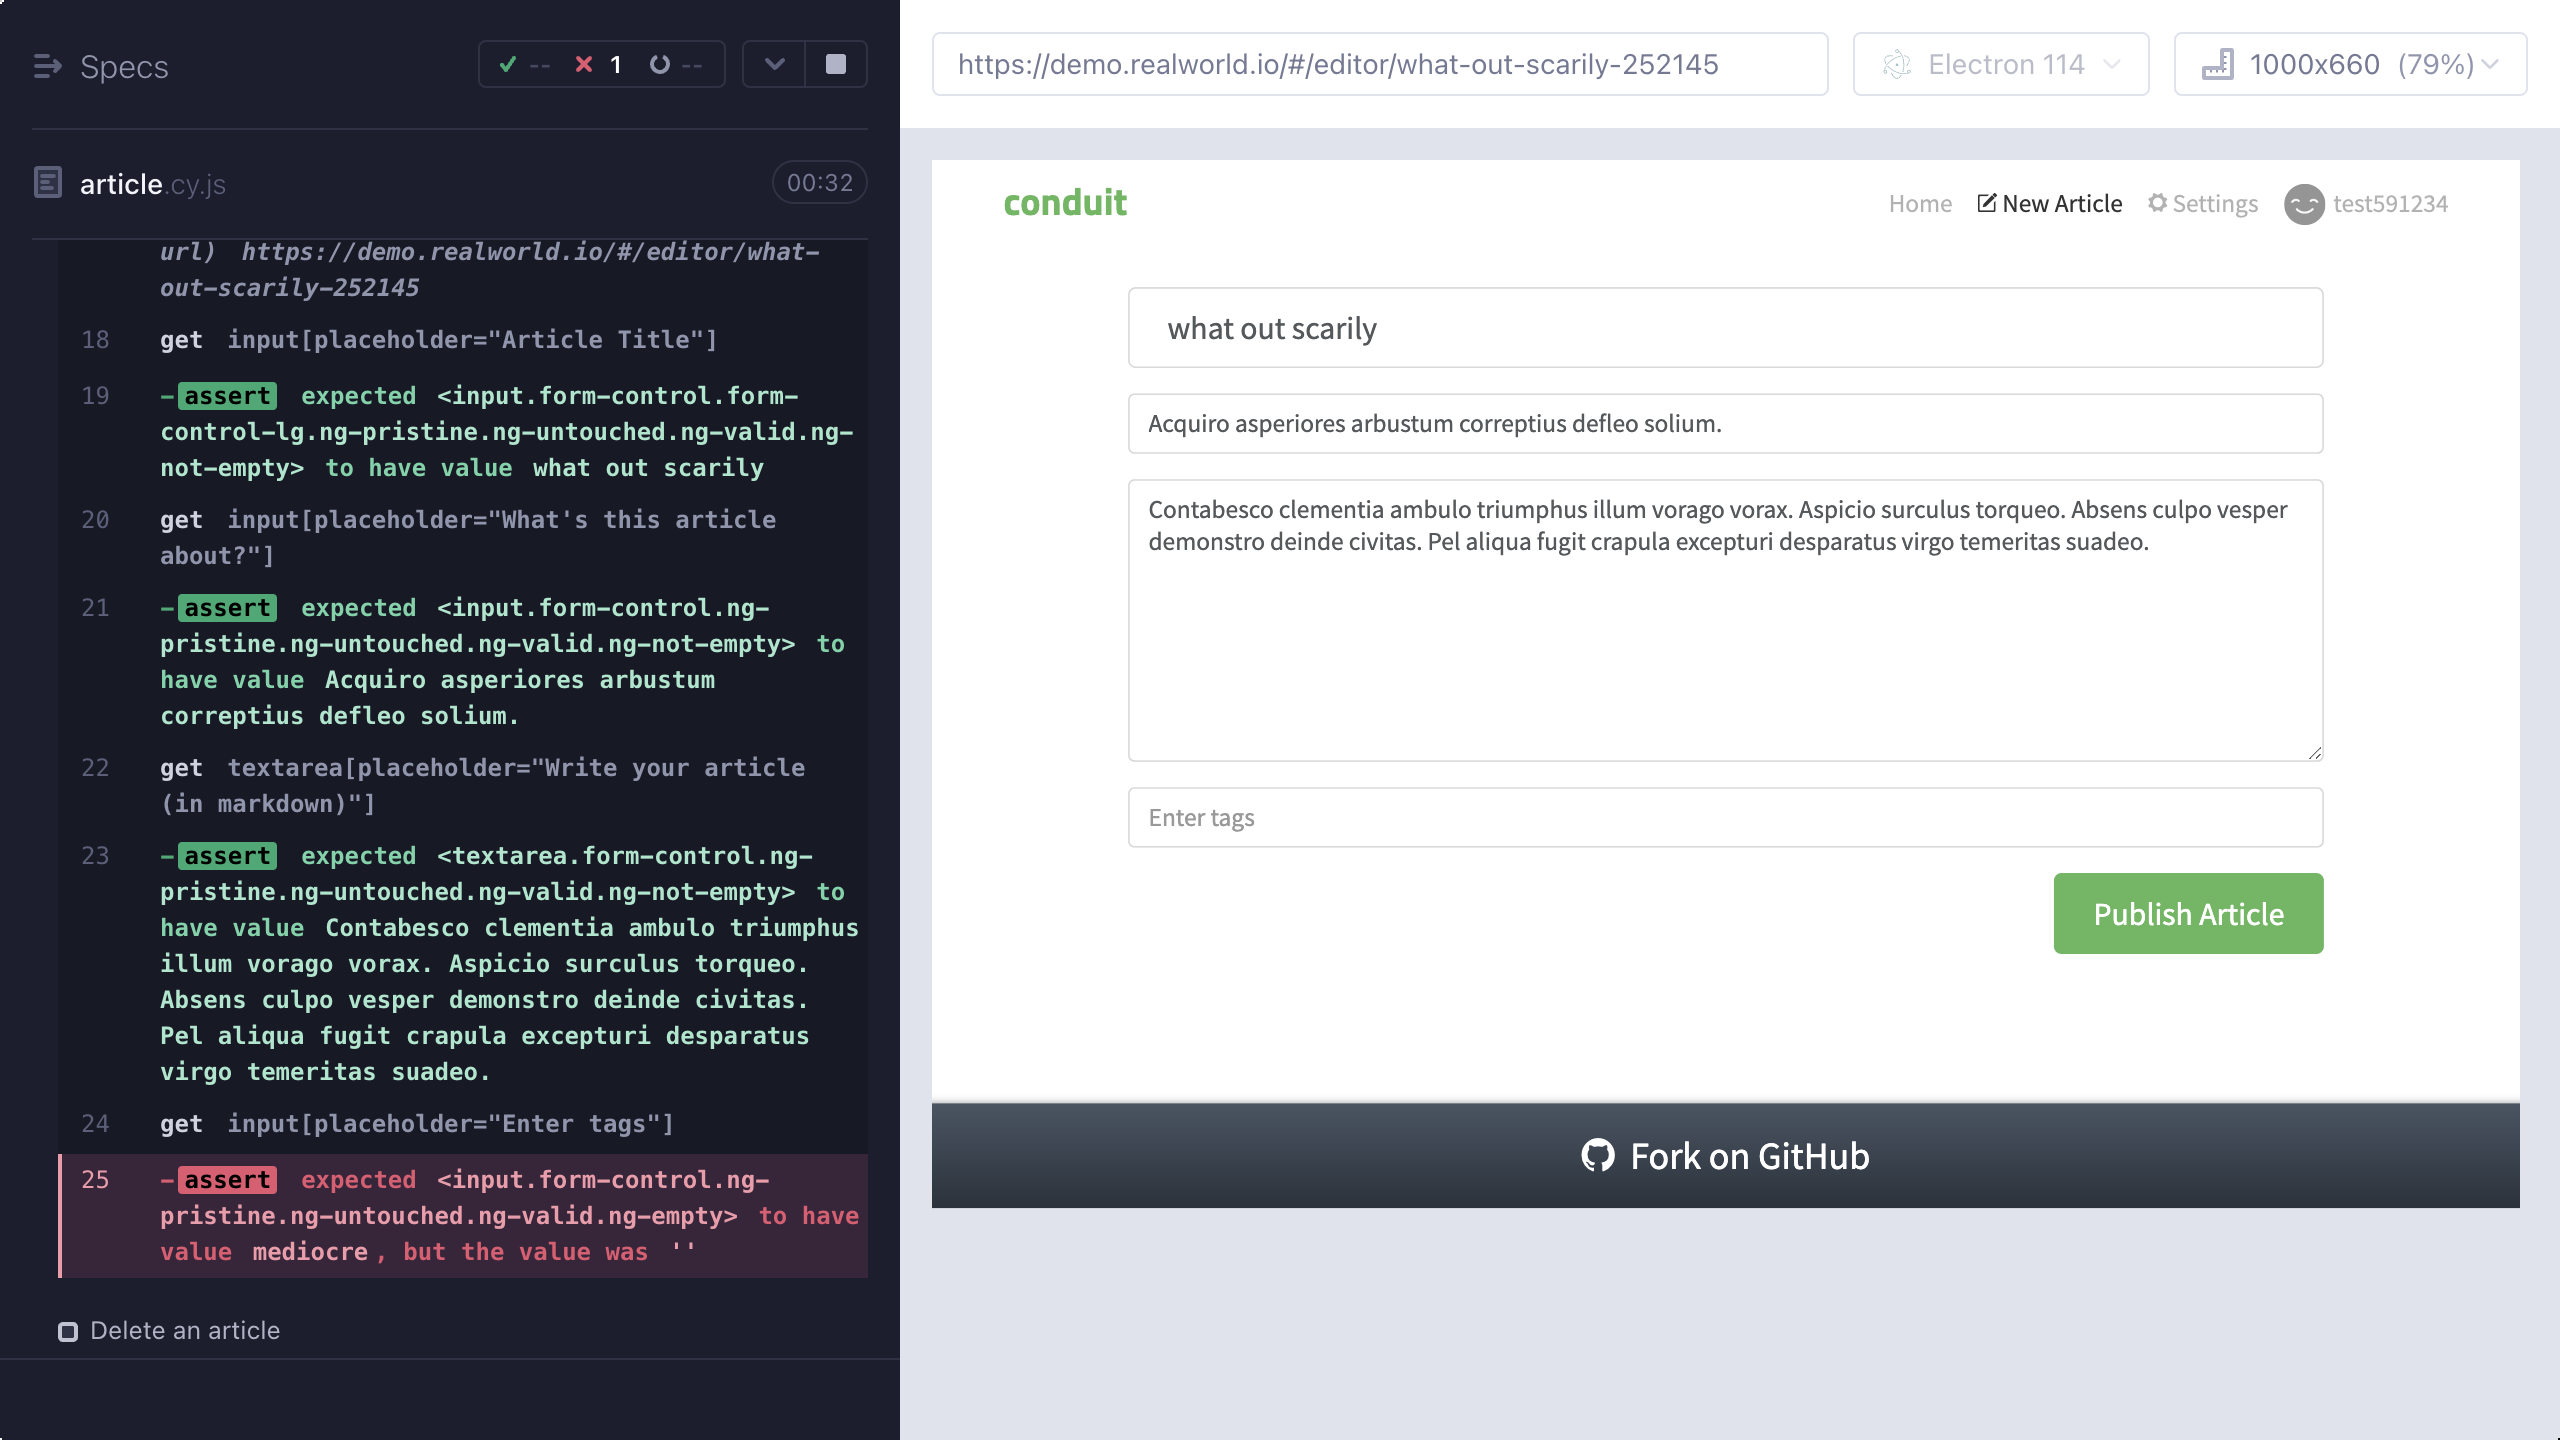 Specs
-- 1 --
article.cy.js
00:32
url) https://demo.realworld.io/#/editor/what-
out-scarily-252145
18 get input[placeholder="Article Title"]
19 -assert expected <input.form-control.form-
control-lg.ng-pristine.ng-untouched.ng-valid.ng-
not-empty> to have value what out scarily
20 get input[placeholder="What's this article
about?"]
21 -assert expected <input.form-control.ng-
pristine.ng-untouched.ng-valid.ng-not-empty> to
have value Acquiro asperiores arbustum
correptius defleo solium.
22 get textarea[placeholder="Write your article
(in markdown)"]
23 -assert expected <textarea.form-control.ng-
pristine.ng-untouched.ng-valid.ng-not-empty> to
have value Contabesco clementia ambulo triumphus
illum vorago vorax. Aspicio surculus torqueo.
Absens culpo vesper demonstro deinde civitas.
Pel aliqua fugit crapula excepturi desparatus
virgo temeritas suadeo.
24 get input[placeholder="Enter tags"]
25 -assert expected <input.form-control.ng-
pristine.ng-untouched.ng-valid.ng-empty> to have
value mediocre, but the value was ''
Delete an article
https://demo.realworld.io/#/editor/what-out-scarily-252145
Electron 114
1000x660 (79%)
conduit
Home New Article Settings test591234
what out scarily
Acquiro asperiores arbustum correptius defleo solium.
Contabesco clementia ambulo triumphus illum vorago vorax. Aspicio surculus torqueo. Absens culpo vesper
demonstro deinde civitas. Pel aliqua fugit crapula excepturi desparatus virgo temeritas suadeo.
Enter tags
Publish Article
Fork on GitHub